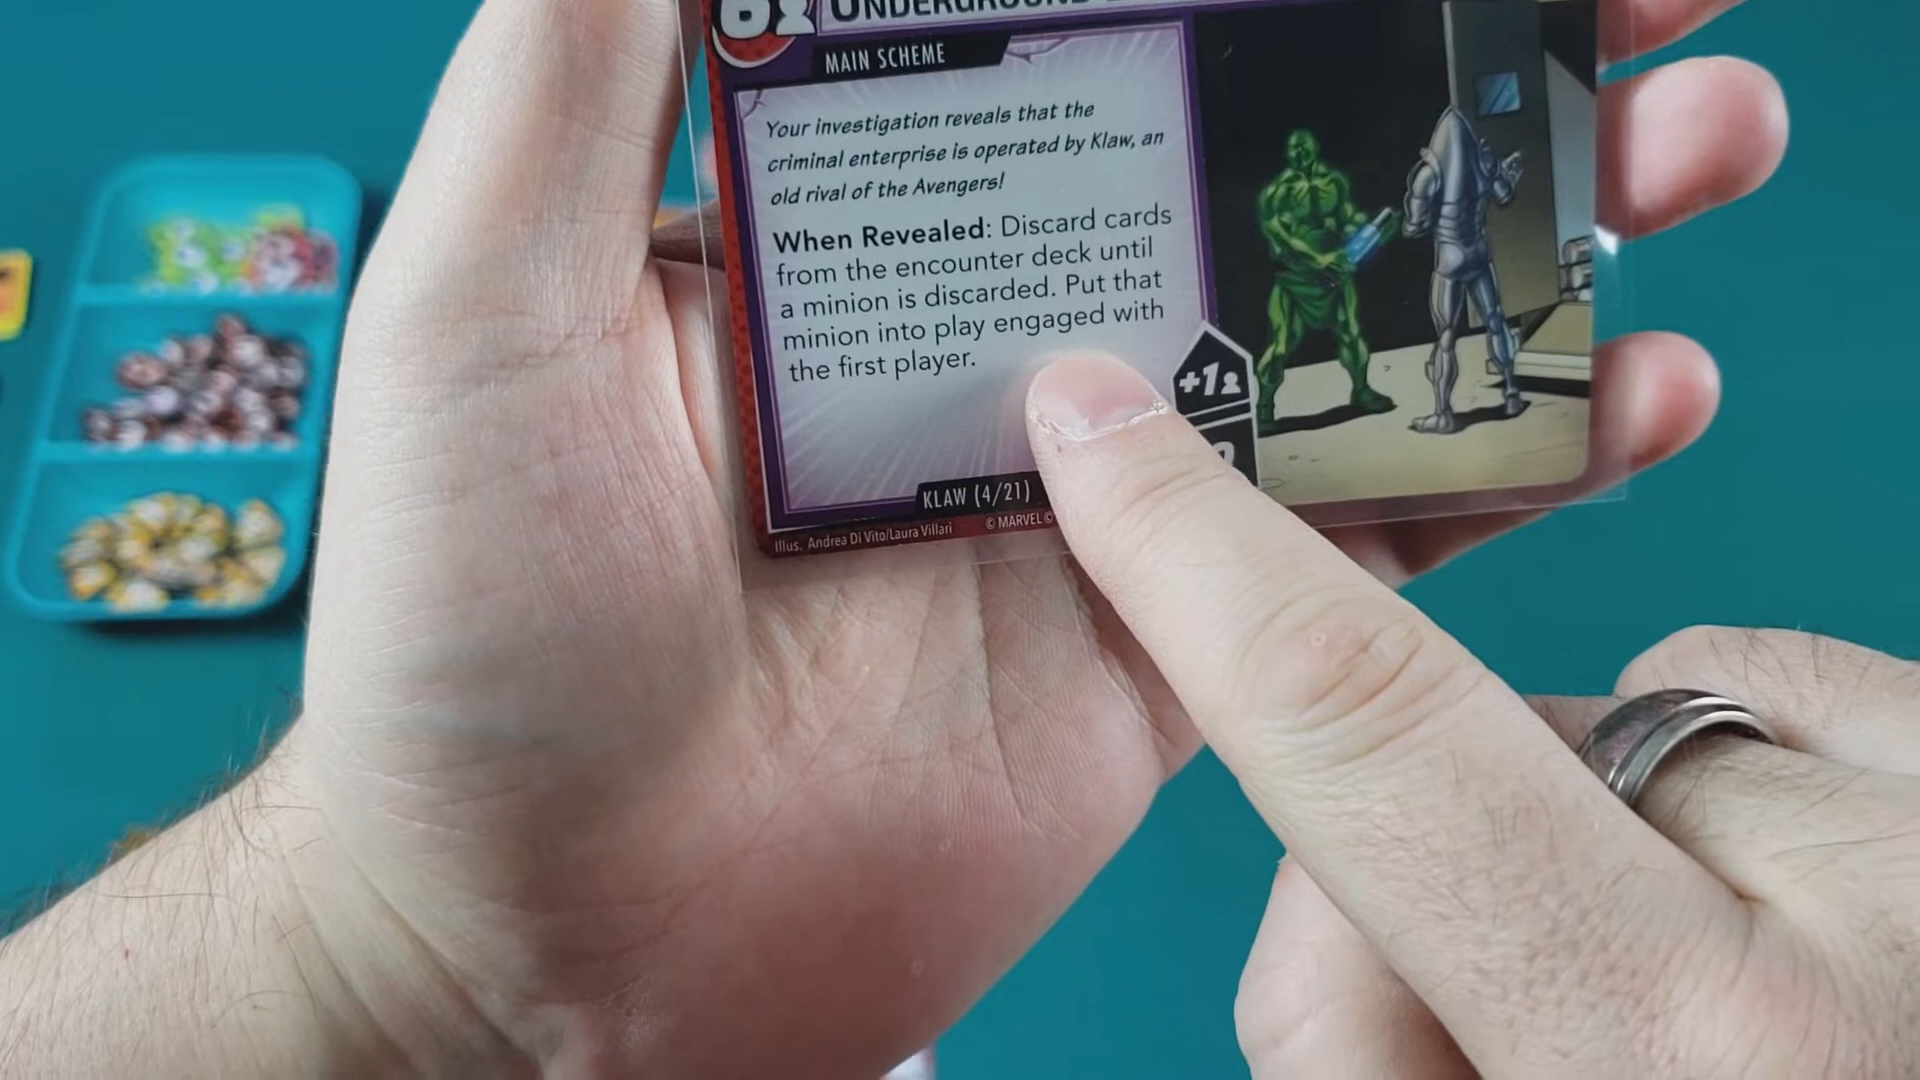 6
UNDERGROUND
MAIN SCHEME
Your investigation reveals that the
criminal enterprise is operated by Klaw, an
old rival of the Avengers!
When Revealed: Discard cards
from the encounter deck until
a minion is discarded. Put that
minion into play engaged with
the first player.
+1
KLAW (4/21)
Illus. Andrea Di Vito/Laura Villari © MARVEL ©